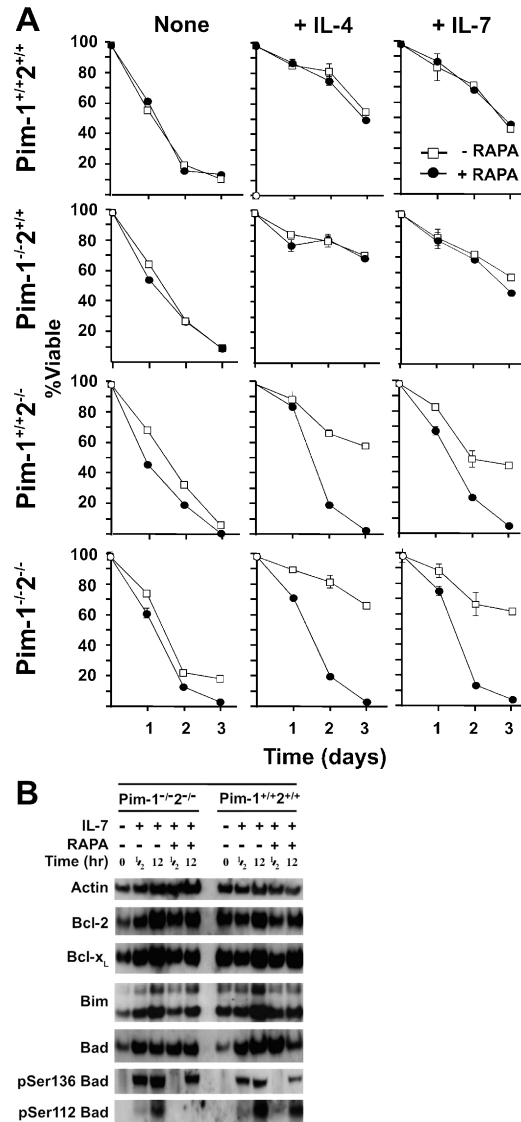 A
None
+ IL-4
+ IL-7
Pim-1+/+2+/+
100
80
60
40
20
- RAPA
+ RAPA
Pim-1-/-2+/+
100
80
60
40
20
%Viable
Pim-1+/+2-/-
100
80
60
40
20
Pim-1-/-2-/-
100
80
60
40
20
1 2 3 1 2 3 1 2 3
Time (days)
B
Pim-1-/-2-/- Pim-1+/+2+/+
IL-7 - + + + + - + + + +
RAPA - - - + + - - - + +
Time (hr) 0 1/2 12 1/2 12 0 1/2 12 1/2 12
Actin
Bcl-2
Bcl-xL
Bim
Bad
pSer136 Bad
pSer112 Bad